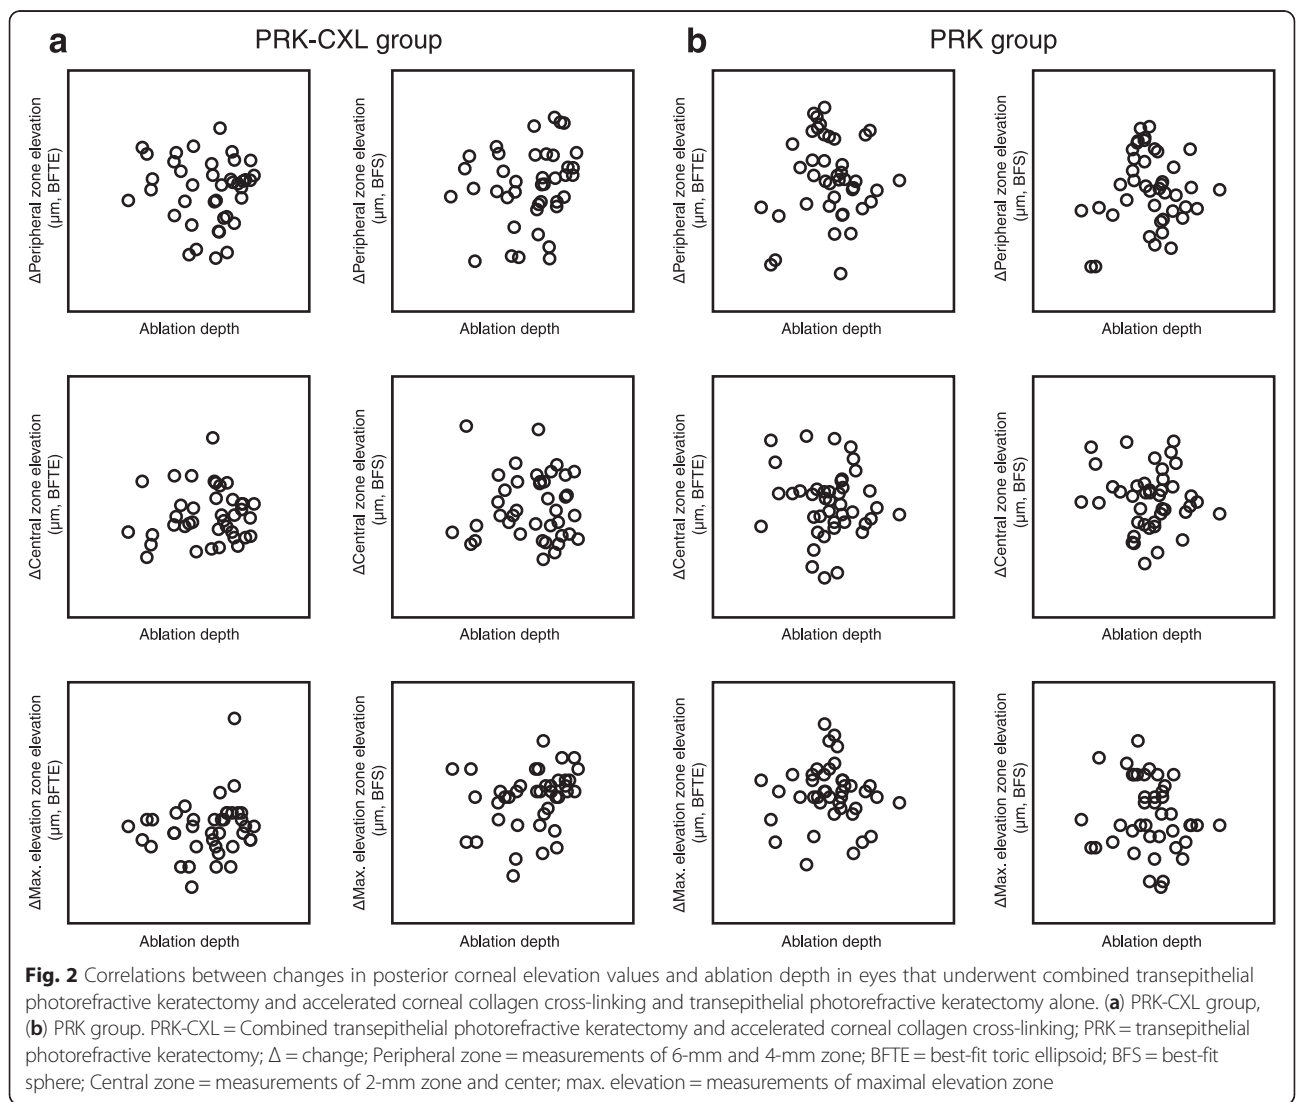 a PRK-CXL group
b PRK group
ΔPeripheral zone elevation
(µm, BFTE)
Ablation depth
ΔPeripheral zone elevation
(µm, BFS)
Ablation depth
ΔPeripheral zone elevation
(µm, BFTE)
Ablation depth
ΔPeripheral zone elevation
(µm, BFS)
Ablation depth
ΔCentral zone elevation
(µm, BFTE)
Ablation depth
ΔCentral zone elevation
(µm, BFS)
Ablation depth
ΔCentral zone elevation
(µm, BFTE)
Ablation depth
ΔCentral zone elevation
(µm, BFS)
Ablation depth
ΔMax. elevation zone elevation
(µm, BFTE)
Ablation depth
ΔMax. elevation zone elevation
(µm, BFS)
Ablation depth
ΔMax. elevation zone elevation
(µm, BFTE)
Ablation depth
ΔMax. elevation zone elevation
(µm, BFS)
Ablation depth
Fig. 2 Correlations between changes in posterior corneal elevation values and ablation depth in eyes that underwent combined transepithelial
photorefractive keratectomy and accelerated corneal collagen cross-linking and transepithelial photorefractive keratectomy alone. (a) PRK-CXL group,
(b) PRK group. PRK-CXL = Combined transepithelial photorefractive keratectomy and accelerated corneal collagen cross-linking; PRK = transepithelial
photorefractive keratectomy; Δ = change; Peripheral zone = measurements of 6-mm and 4-mm zone; BFTE = best-fit toric ellipsoid; BFS = best-fit
sphere; Central zone = measurements of 2-mm zone and center; max. elevation = measurements of maximal elevation zone